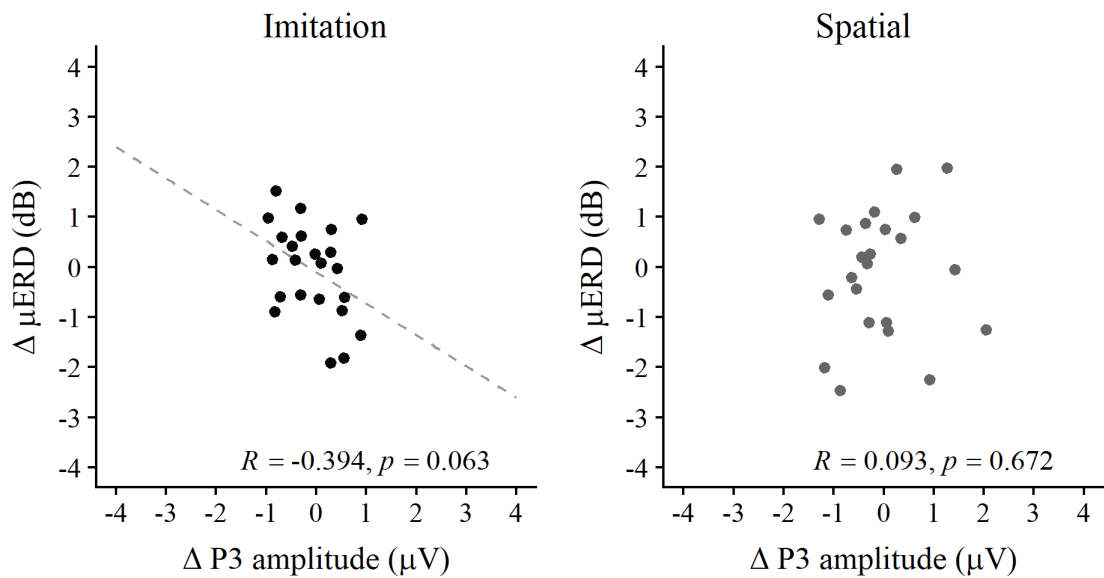 Imitation
Δ μERD (dB)
4
3
2
1
0
-1
-2
-3
-4
R = -0.394, p = 0.063
-4 -3 -2 -1 0 1 2 3 4
Δ P3 amplitude (μV)
Spatial
Δ μERD (dB)
4
3
2
1
0
-1
-2
-3
-4
R = 0.093, p = 0.672
-4 -3 -2 -1 0 1 2 3 4
Δ P3 amplitude (μV)